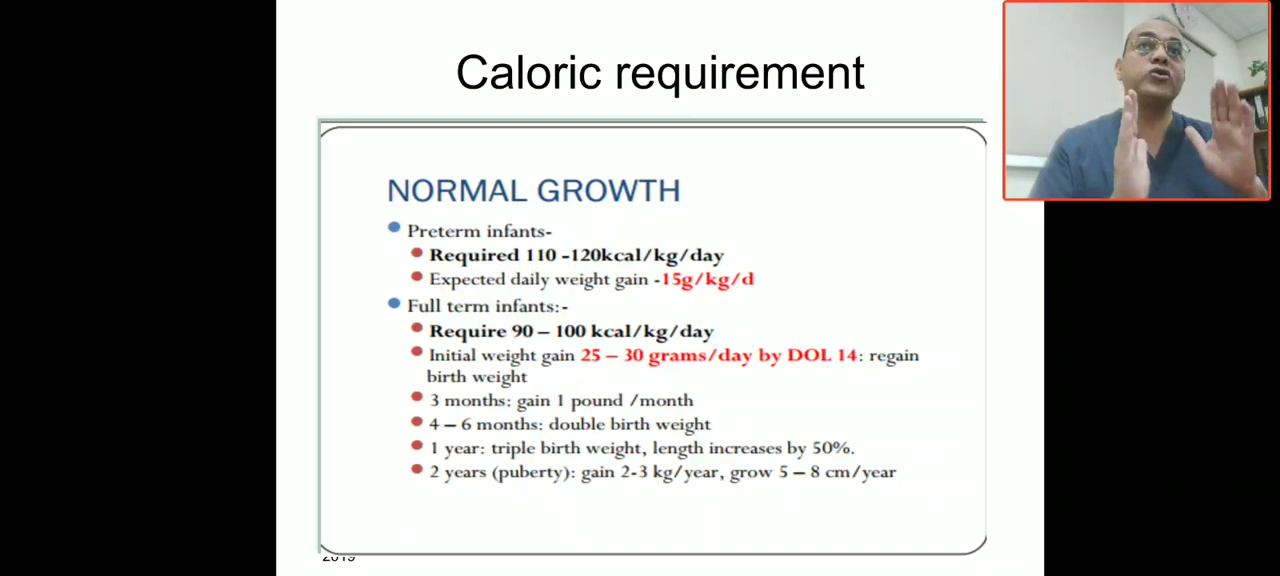 Caloric requirement
NORMAL GROWTH
Preterm infants-
Required 110 -120kcal/kg/day
Expected daily weight gain -15g/kg/d
Full term infants:-
Require 90 – 100 kcal/kg/day
Initial weight gain 25 – 30 grams/day by DOL 14: regain
birth weight
3 months: gain 1 pound /month
4 – 6 months: double birth weight
1 year: triple birth weight, length increases by 50%.
2 years (puberty): gain 2-3 kg/year, grow 5 – 8 cm/year
2019